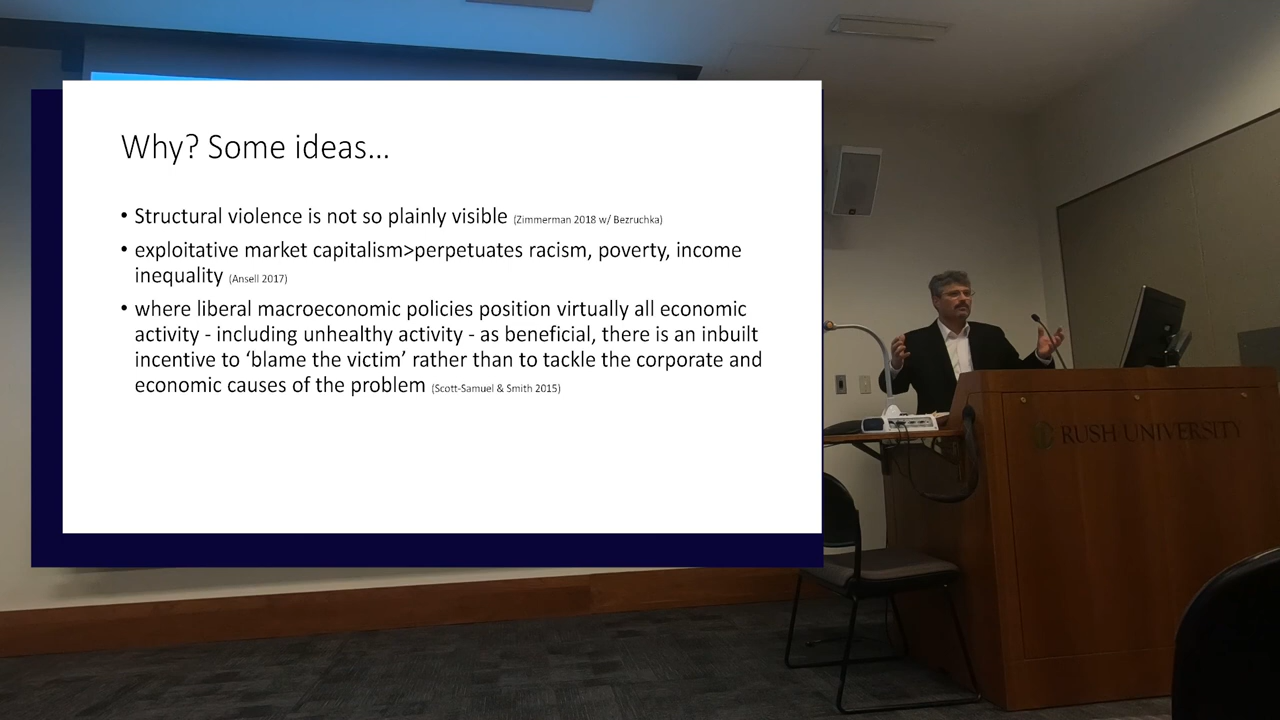 Why? Some ideas...
• Structural violence is not so plainly visible (Zimmerman 2018 w/ Bezruchka)
• exploitative market capitalism>perpetuates racism, poverty, income
inequality (Ansell 2017)
• where liberal macroeconomic policies position virtually all economic
activity - including unhealthy activity - as beneficial, there is an inbuilt
incentive to ‘blame the victim’ rather than to tackle the corporate and
economic causes of the problem (Scott-Samuel & Smith 2015)
RUSH UNIVERSITY